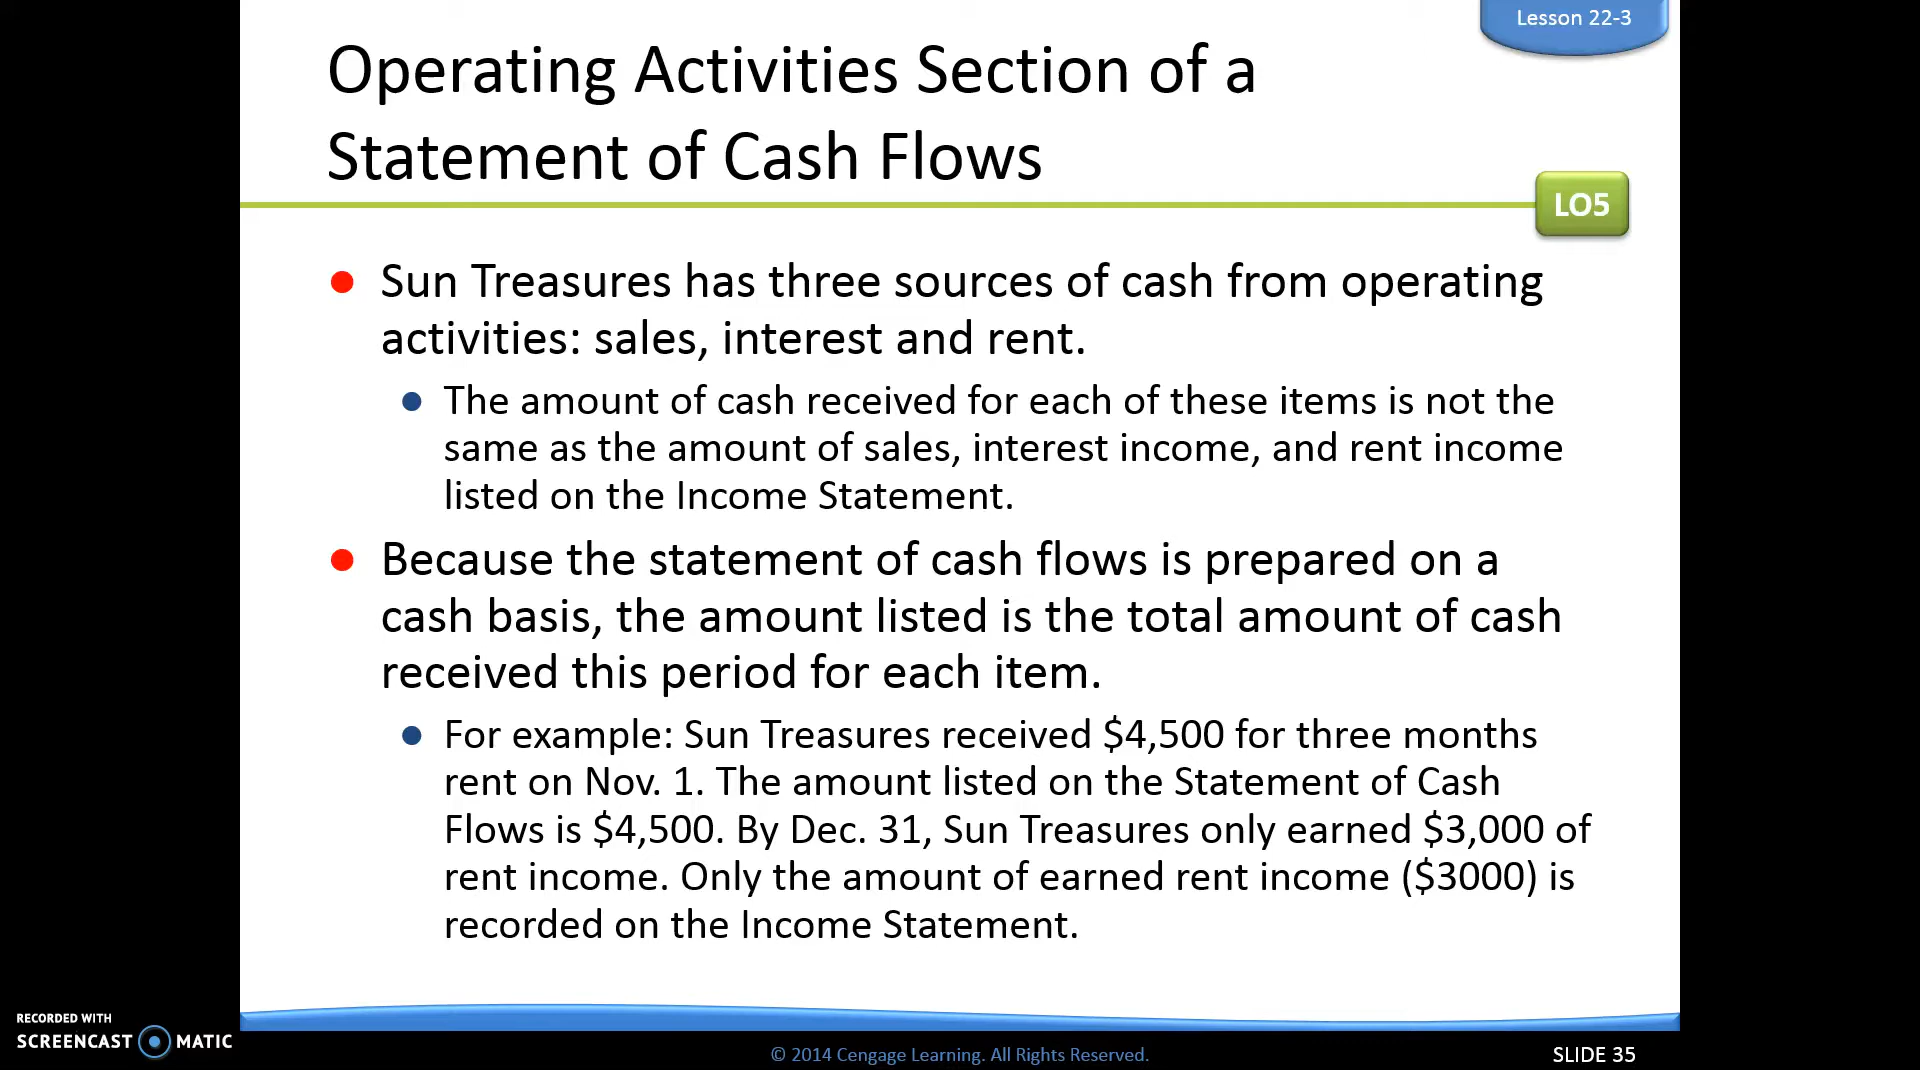 Lesson 22-3
Operating Activities Section of a
Statement of Cash Flows
LO5
Sun Treasures has three sources of cash from operating
activities: sales, interest and rent.
The amount of cash received for each of these items is not the
same as the amount of sales, interest income, and rent income
listed on the Income Statement.
Because the statement of cash flows is prepared on a
cash basis, the amount listed is the total amount of cash
received this period for each item.
For example: Sun Treasures received $4,500 for three months
rent on Nov. 1. The amount listed on the Statement of Cash
Flows is $4,500. By Dec. 31, Sun Treasures only earned $3,000 of
rent income. Only the amount of earned rent income ($3000) is
recorded on the Income Statement.
RECORDED WITH
SCREENCAST MATIC
© 2014 Cengage Learning. All Rights Reserved.
SLIDE 35